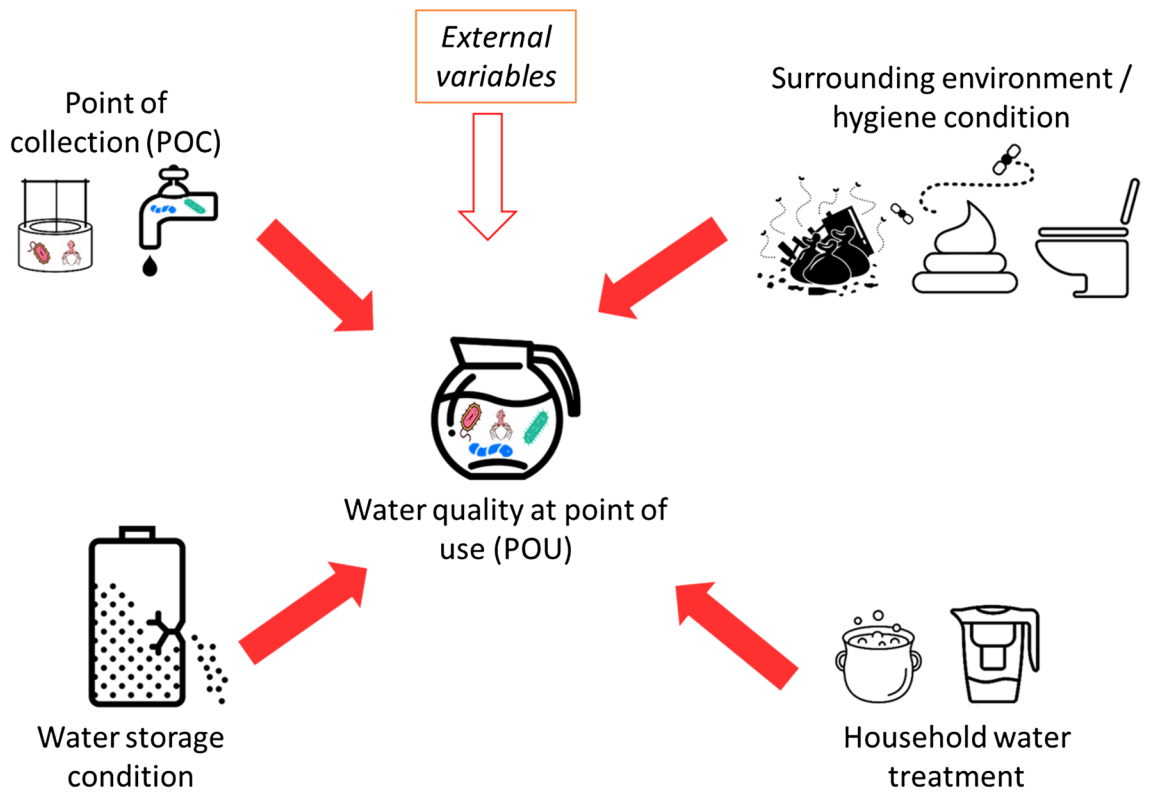 External
variables
Point of
collection (POC)
Surrounding environment /
hygiene condition
Water quality at point of
use (POU)
Water storage
condition
Household water
treatment